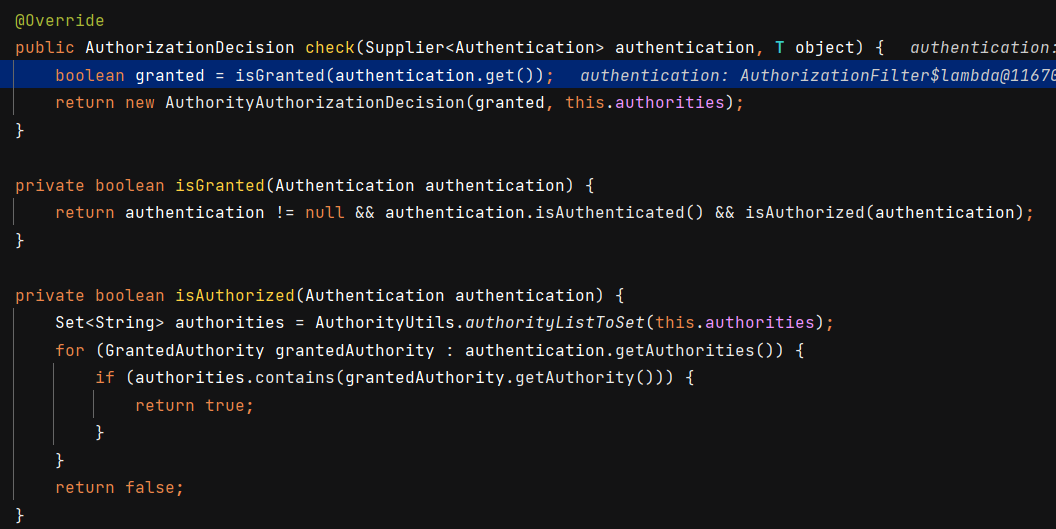 @Override
public AuthorizationDecision check(Supplier<Authentication> authentication, T object) {   authentication:
    boolean granted = isGranted(authentication.get());   authentication: AuthorizationFilter$lambda@11670
    return new AuthorityAuthorizationDecision(granted, this.authorities);
}
private boolean isGranted(Authentication authentication) {
    return authentication != null && authentication.isAuthenticated() && isAuthorized(authentication);
}
private boolean isAuthorized(Authentication authentication) {
    Set<String> authorities = AuthorityUtils.authorityListToSet(this.authorities);
    for (GrantedAuthority grantedAuthority : authentication.getAuthorities()) {
        if (authorities.contains(grantedAuthority.getAuthority())) {
            return true;
        }
    }
    return false;
}